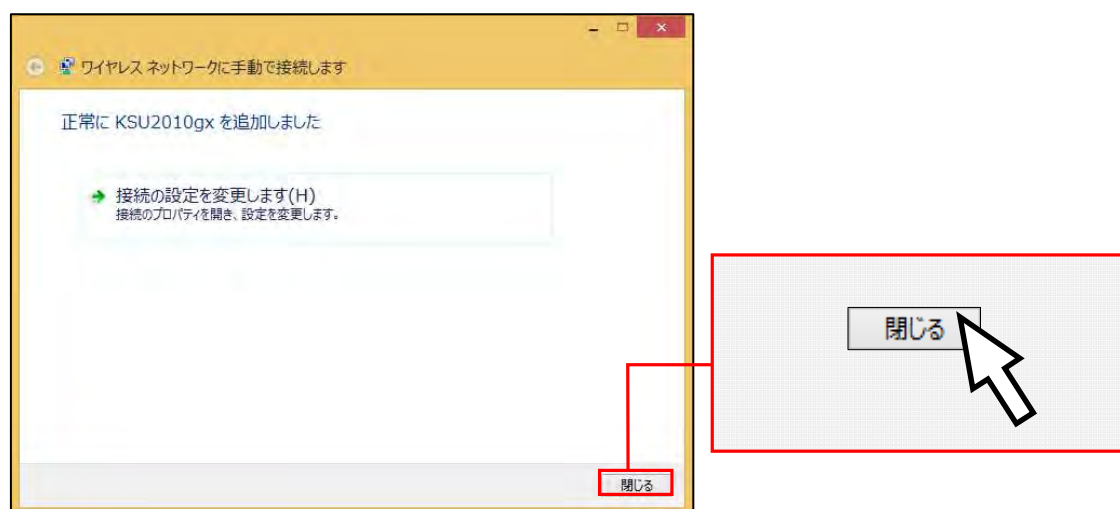 ワイヤレス ネットワークに手動で接続します
正常に KSU2010gx を追加しました
接続の設定を変更します(H)
接続のプロパティを開き、設定を変更します。
閉じる
閉じる